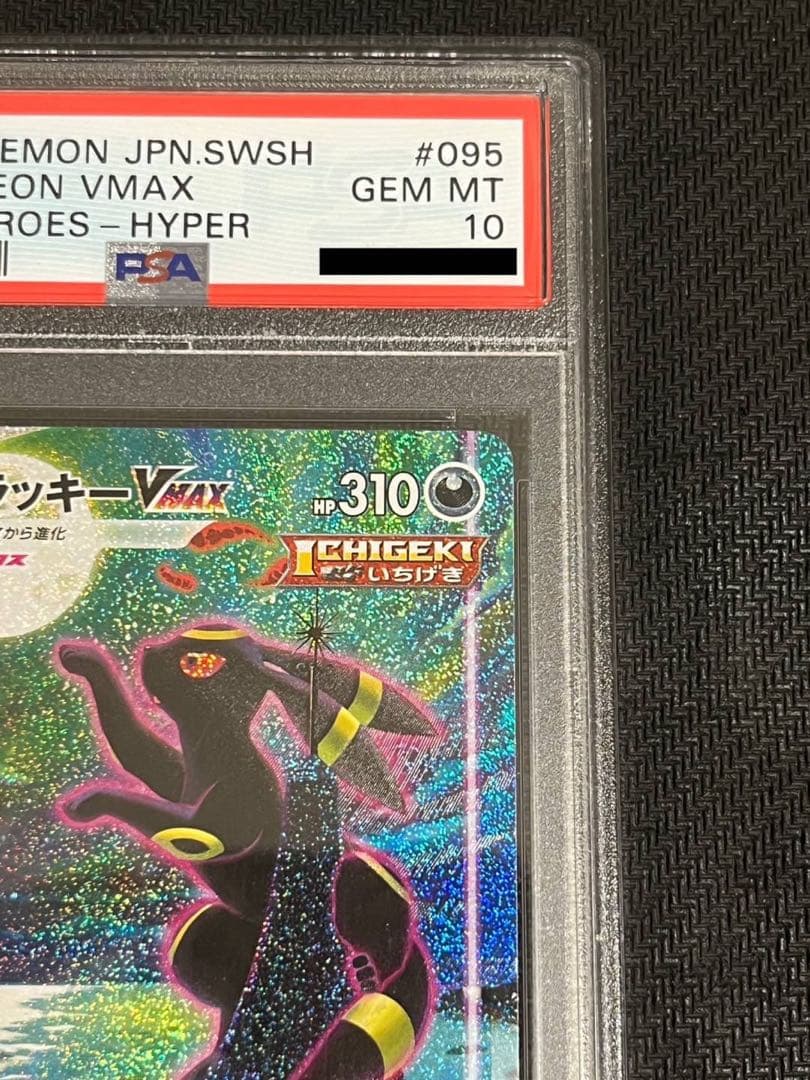 EMON JPN.SWSH #095
EON VMAX GEM MT
ROES - HYPER 10
PSA
ッキーVMAX HP310
から進化
ICHIGEKI
いちげき